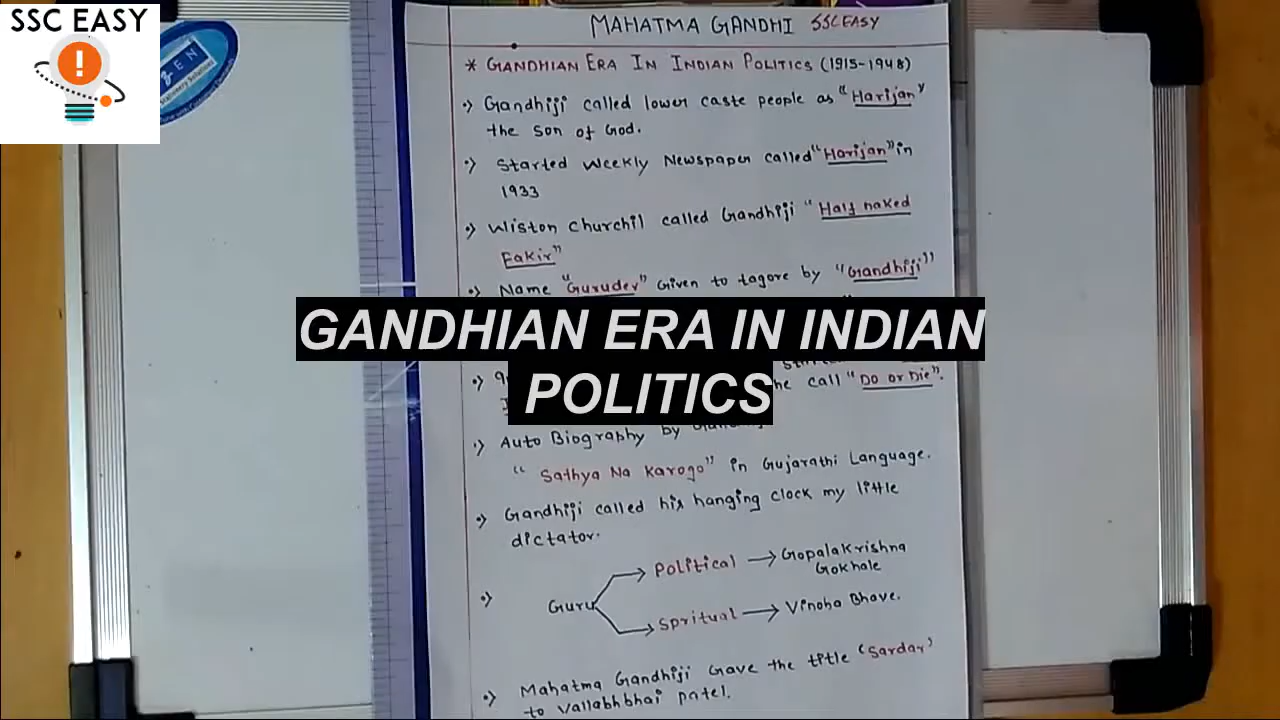 SSC EASY
MAHATMA GANDHI SSCEASY
* GANDHIAN ERA IN INDIAN POLITICS (1915-1948)
Gandhiji called lower caste people as "Harijan"
the son of God.
Started Weekly Newspaper called "Harijan" in
1933
Wiston Churchil called Gandhiji "Half naked
Fakir"
Name "Gurudev" Given to tagore by "Gandhiji"
GANDHIAN ERA IN INDIAN
POLITICS
call "Do or Die".
Auto Biography by
"Sathya Na Karogo" in Gujarathi Language.
Gandhiji called his hanging clock my little
dictator.
Guru
Political → Gopalakrishna
Gokhale
Spritual → Vinoba Bhave.
Mahatma Gandhiji Gave the title "Sardar"
to Vallabhbhai patel.